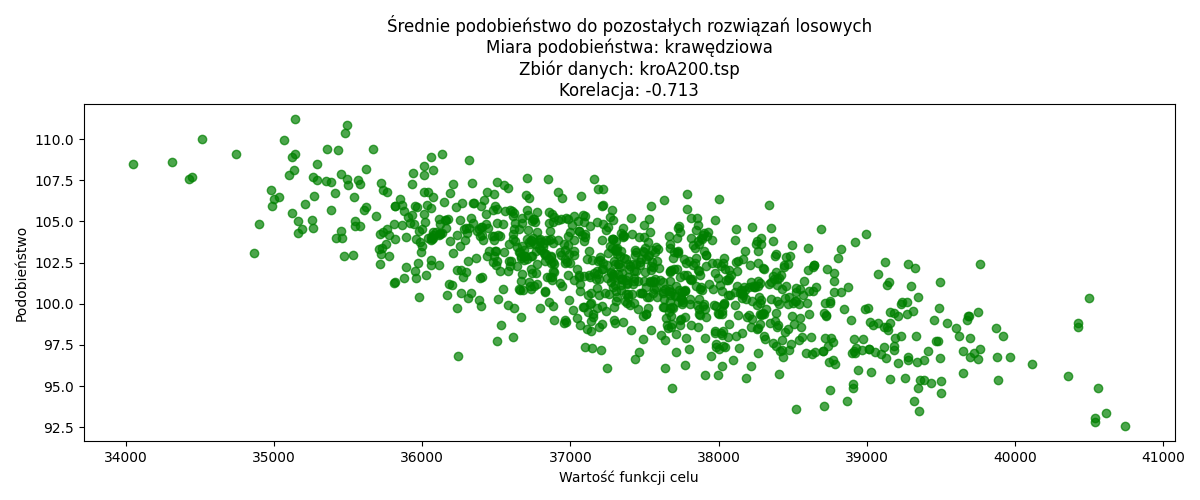 Średnie podobieństwo do pozostałych rozwiązań losowych
Miara podobieństwa: krawędziowa
Zbiór danych: kroA200.tsp
Korelacja: -0.713
Podobieństwo
110.0
107.5
105.0
102.5
100.0
97.5
95.0
92.5
34000 35000 36000 37000 38000 39000 40000 41000
Wartość funkcji celu